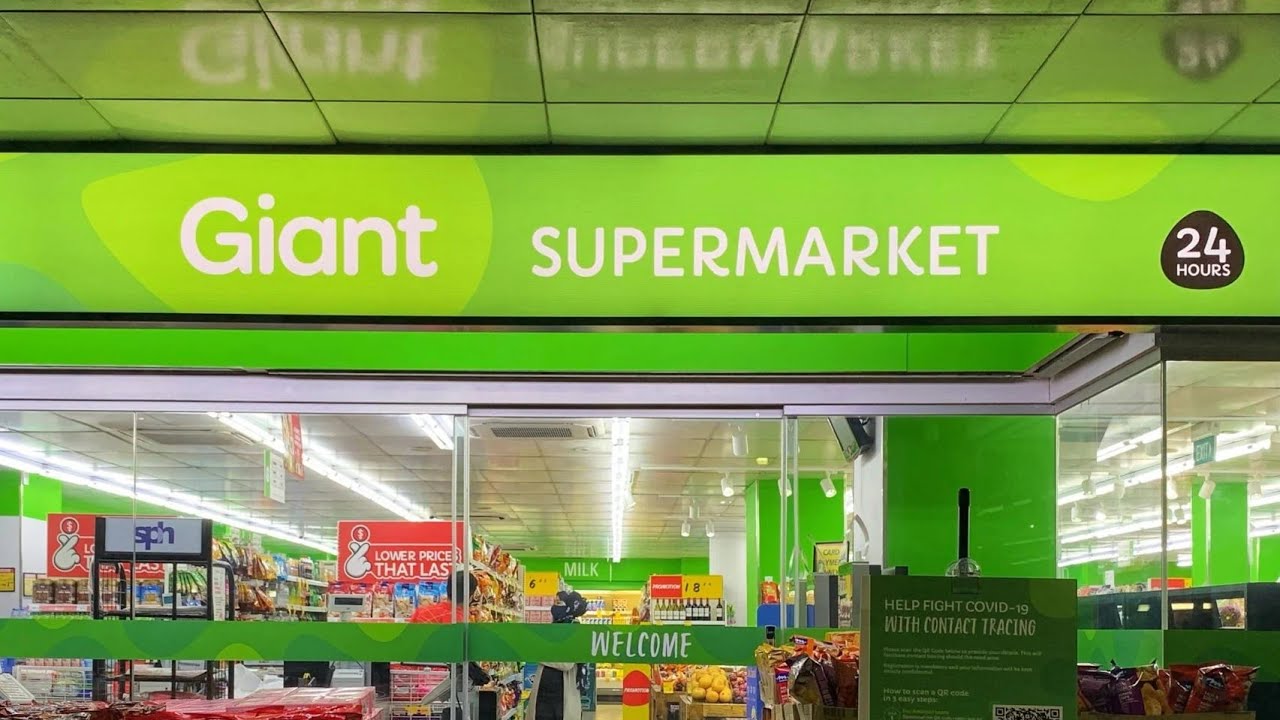 Giant SUPERMARKET
24
HOURS
EXIT
sph
LOWER PRICES
THAT LAST
MILK
PROMOTION
WELCOME
HELP FIGHT COVID-19
WITH CONTACT TRACING
How to scan a QR code
in 3 easy steps: